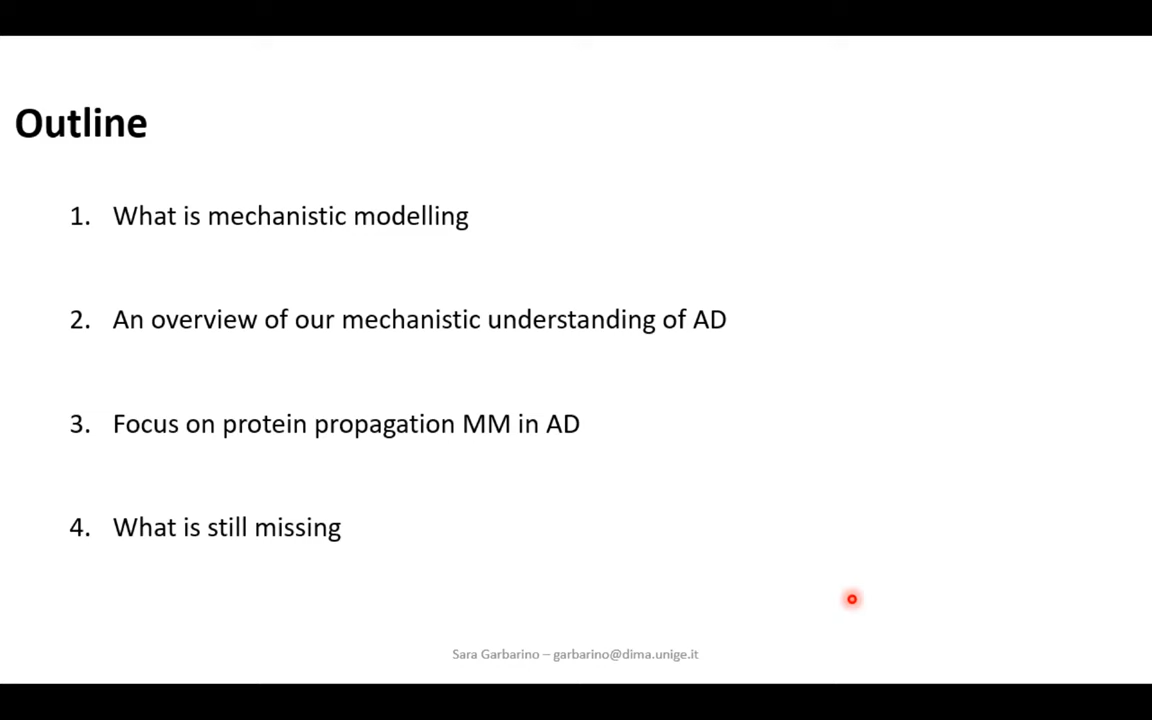 Outline
1. What is mechanistic modelling
2. An overview of our mechanistic understanding of AD
3. Focus on protein propagation MM in AD
4. What is still missing
Sara Garbarino – garbarino@dima.unige.it